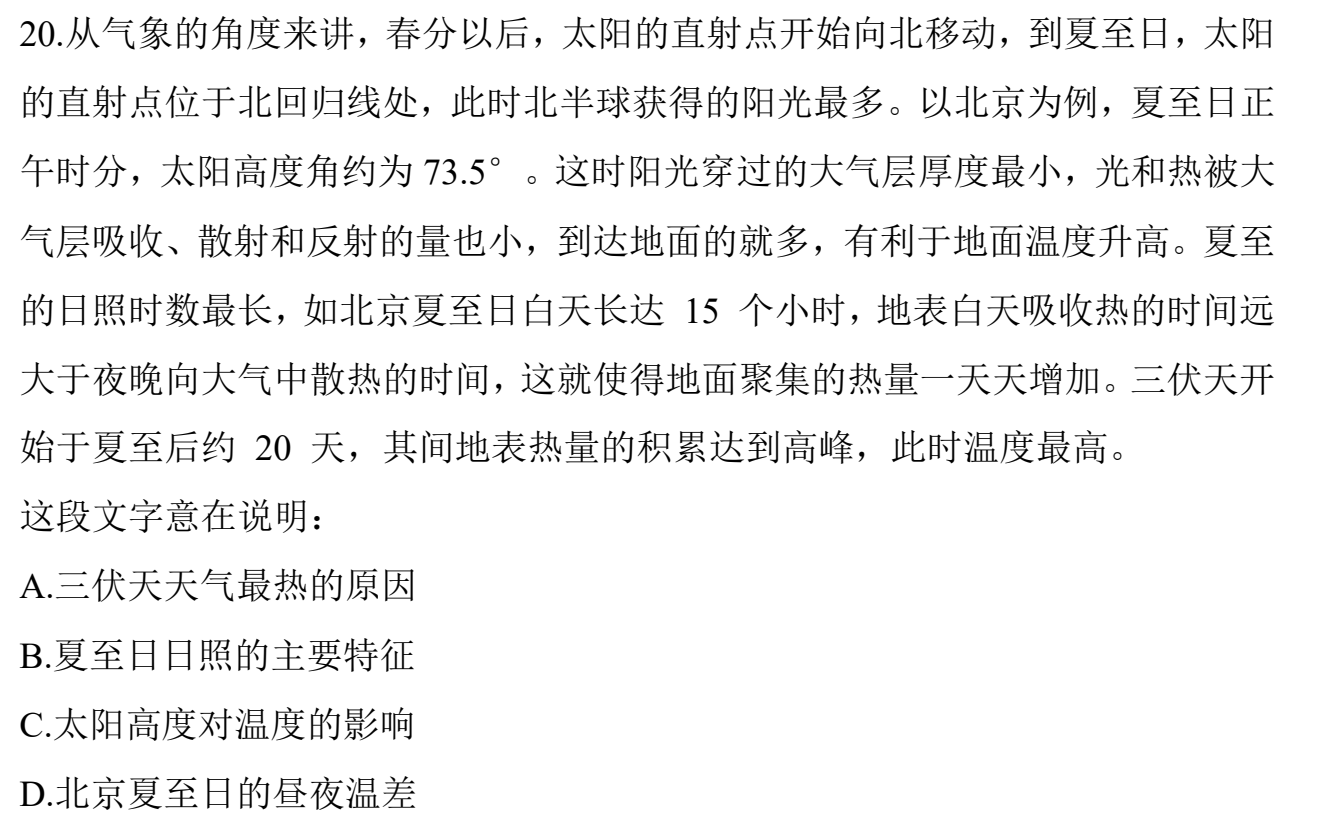 20.从气象的角度来讲，春分以后，太阳的直射点开始向北移动，到夏至日，太阳
的直射点位于北回归线处，此时北半球获得的阳光最多。以北京为例，夏至日正
午时分，太阳高度角约为 73.5° 。这时阳光穿过的大气层厚度最小，光和热被大
气层吸收、散射和反射的量也小，到达地面的就多，有利于地面温度升高。夏至
的日照时数最长，如北京夏至日白天长达 15 个小时，地表白天吸收热的时间远
大于夜晚向大气中散热的时间，这就使得地面聚集的热量一天天增加。三伏天开
始于夏至后约 20 天，其间地表热量的积累达到高峰，此时温度最高。
这段文字意在说明：
A.三伏天天气最热的原因
B.夏至日日照的主要特征
C.太阳高度对温度的影响
D.北京夏至日的昼夜温差